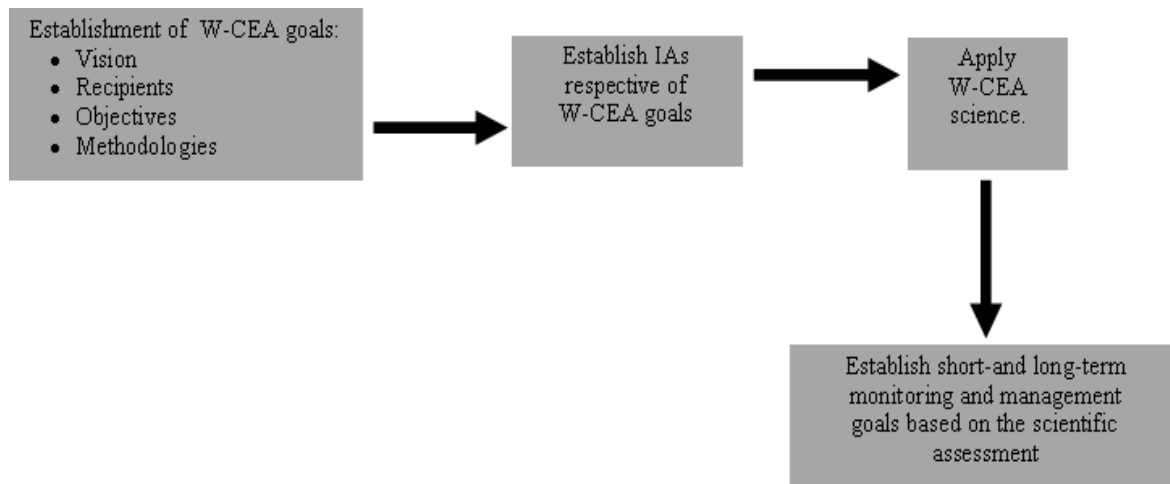 Establishment of W-CEA goals:
• Vision
• Recipients
• Objectives
• Methodologies
Establish IAs
respective of
W-CEA goals
Apply
W-CEA
science.
Establish short-and long-term
monitoring and management
goals based on the scientific
assessment